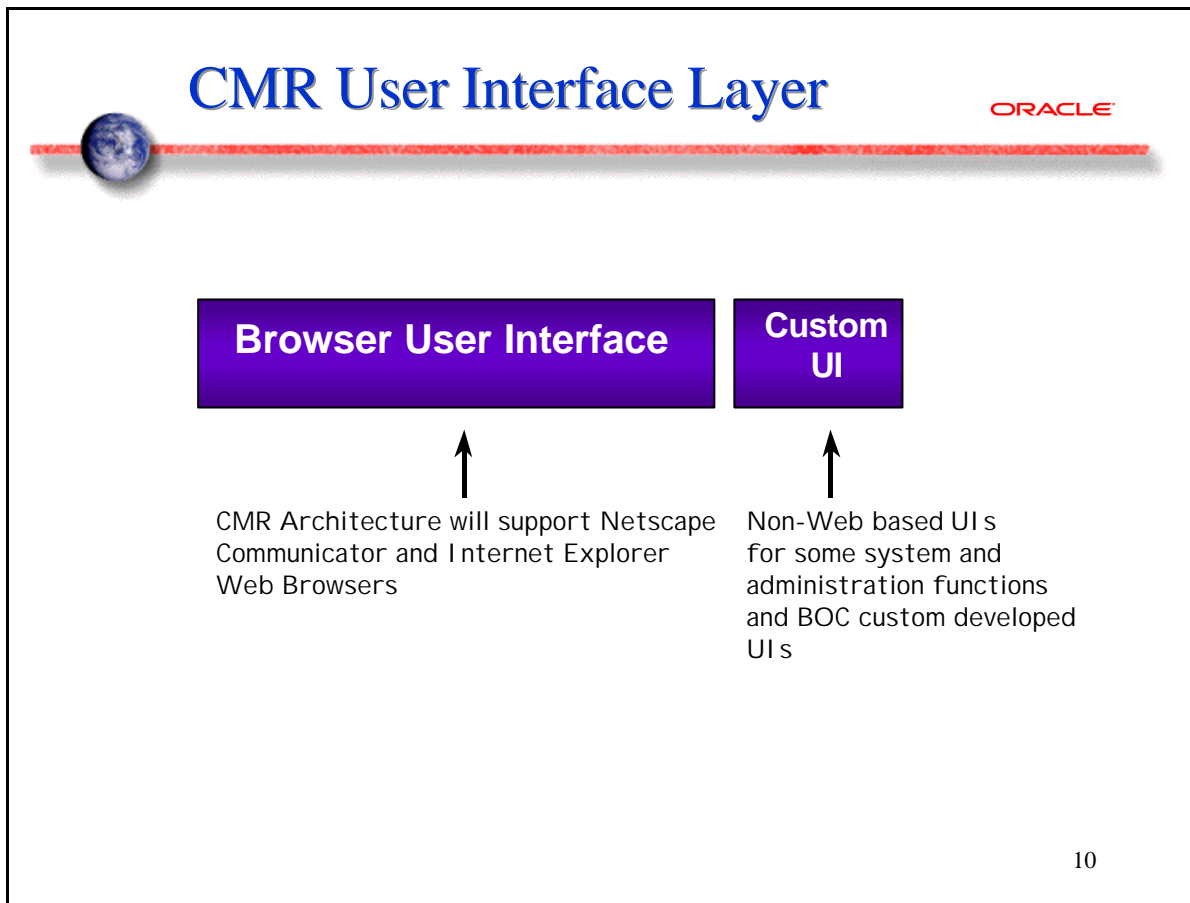 CMR User Interface Layer
ORACLE
Browser User Interface
Custom
UI
CMR Architecture will support Netscape
Communicator and Internet Explorer
Web Browsers
Non-Web based UIs
for some system and
administration functions
and BOC custom developed
UIs
10